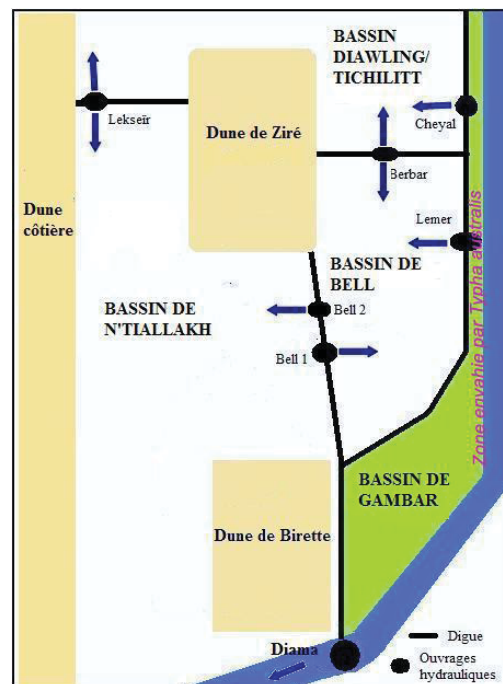 BASSIN
DIAWLING/
TICHILITT
Cheyal
Lekseïr
Dune de Ziré
Berbar
Dune
côtière
Lemer
BASSIN DE
BELL
BASSIN DE
N'TIALLAKH
Bell 2
Bell 1
Zone envahie par Typha australis
BASSIN DE
GAMBAR
Dune de Birette
Diama
Digue
Ouvrages
hydrauliques